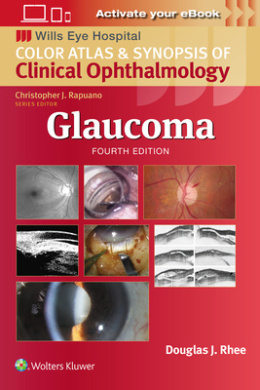 Activate your eBook
Wills Eye Hospital
COLOR ATLAS & SYNOPSIS OF
Clinical Ophthalmology
Christopher J. Rapuano
SERIES EDITOR
Glaucoma
FOURTH EDITION
Douglas J. Rhee
Wolters Kluwer